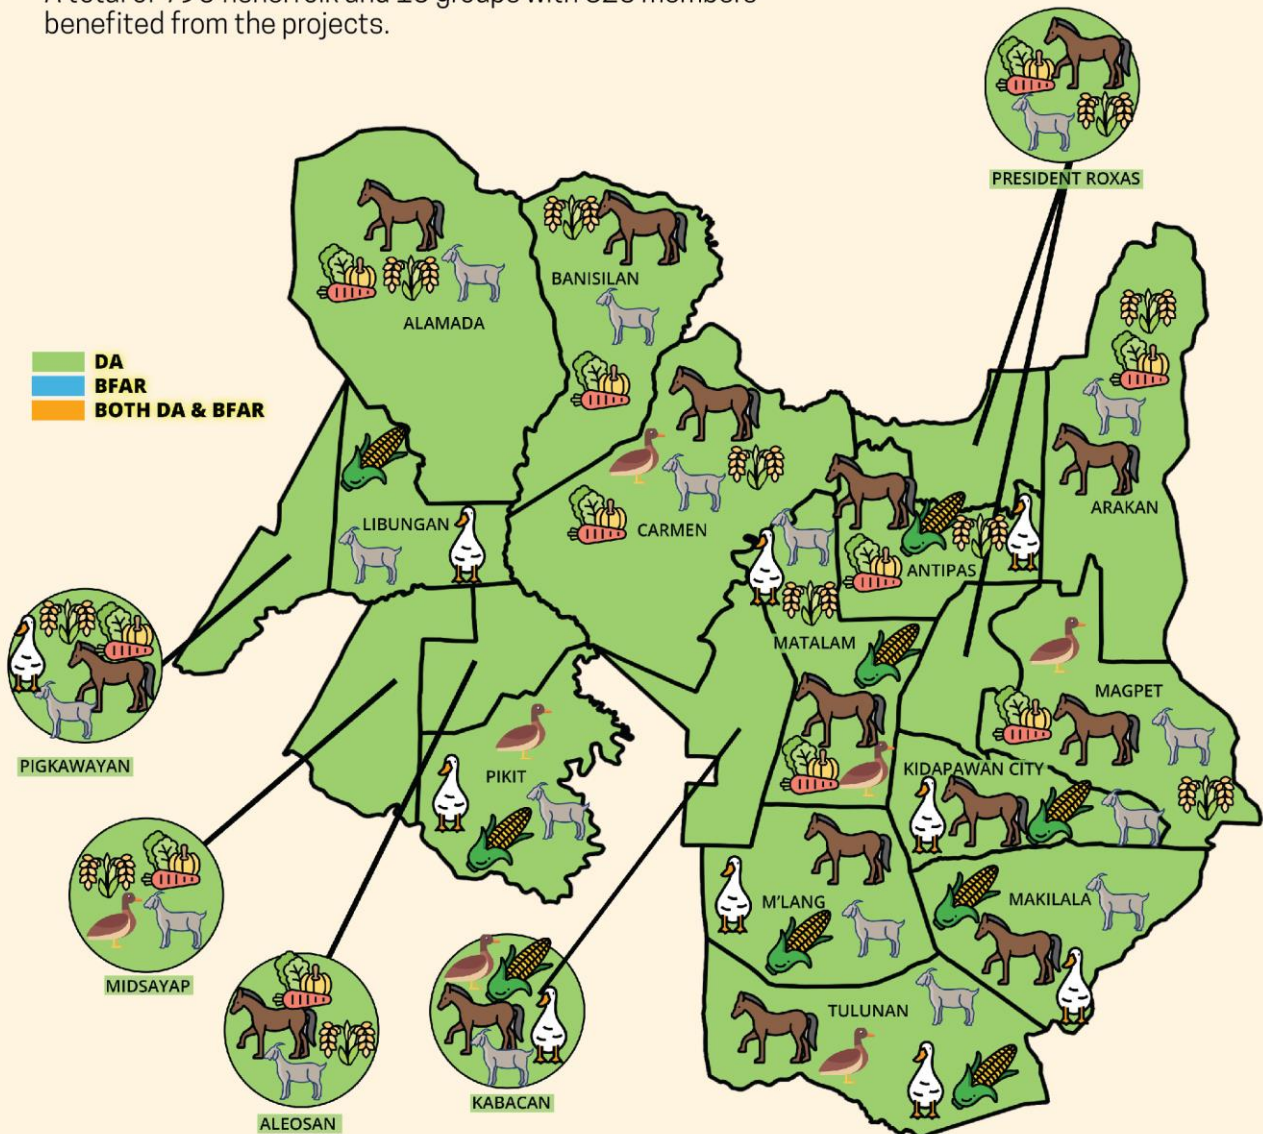 benefited from the projects.
PRESIDENT ROXAS
BANISILAN
ALAMADA
DA
BFAR
BOTH DA & BFAR
LIBUNGAN
CARMEN
ARAKAN
ANTIPAS
MATALAM
MAGPET
PIGKAWAYAN
PIKIT
KIDAPAWAN CITY
M'LANG
MAKILALA
MIDSAYAP
TULUNAN
KABACAN
ALEOSAN